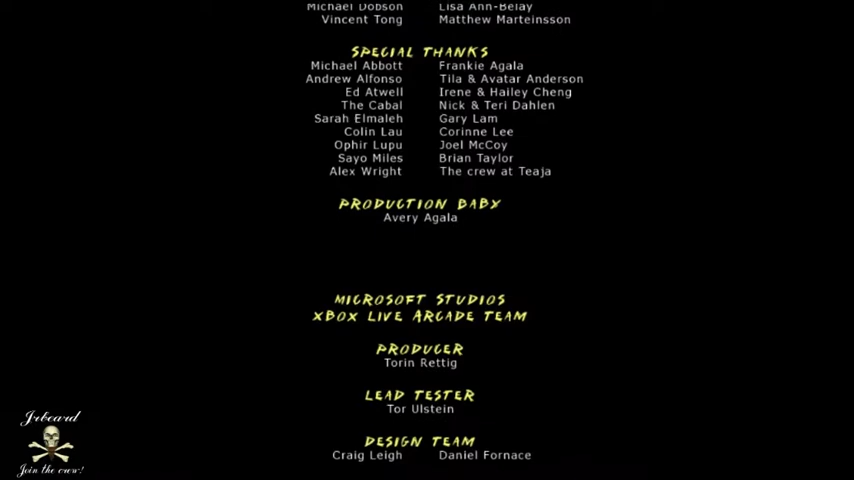 Michael Dobson Lisa Ann-Belay
Vincent Tong Matthew Marteinsson
SPECIAL THANKS
Michael Abbott Frankie Agala
Andrew Alfonso Tila & Avatar Anderson
Ed Atwell Irene & Hailey Cheng
The Cabal Nick & Teri Dahlen
Sarah Elmaleh Gary Lam
Colin Lau Corinne Lee
Ophir Lupu Joel McCoy
Sayo Miles Brian Taylor
Alex Wright The crew at Teaja
PRODUCTION BABY
Avery Agala
MICROSOFT STUDIOS
XBOX LIVE ARCADE TEAM
PRODUCER
Torin Rettig
LEAD TESTER
Tor Ulstein
DESIGN TEAM
Craig Leigh Daniel Fornace
Jrbeard
Join the crew!